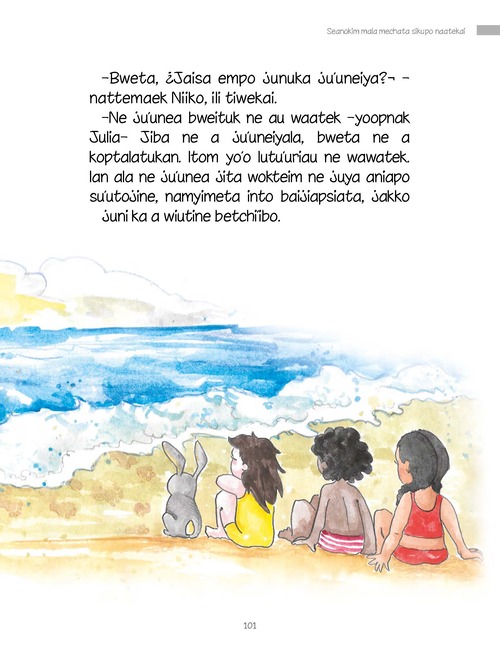 Seanokim mala mechata sikupo naatekai
–Bweta, ¿Jaisa empo júnuka ju'uneiya?¬ –
nattemaek Niiko, ili tiwekai.
–Ne ju'unea bweituk ne au waatek –yoopnak
Julia– Jiba ne a ju'uneiyala, bweta ne a
koptalatukan. Itom yo'o lutu'uriau ne wawatek.
Ian ala ne ju'unea jita wokteim ne juya aniapo
su'utojine, namyimeta into baijiapsiata, jakko
juni ka a wiutine betchi'ibo.
101